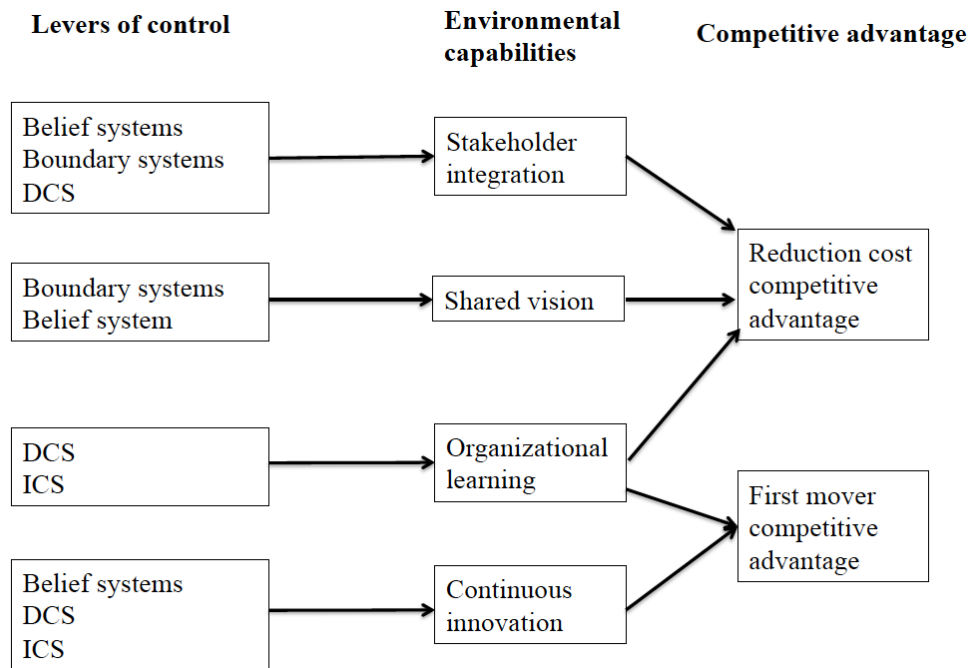 Levers of control
Environmental
capabilities
Competitive advantage
Belief systems
Boundary systems
DCS
Stakeholder
integration
Reduction cost
competitive
advantage
Boundary systems
Belief system
Shared vision
DCS
ICS
Organizational
learning
First mover
competitive
advantage
Belief systems
DCS
ICS
Continuous
innovation